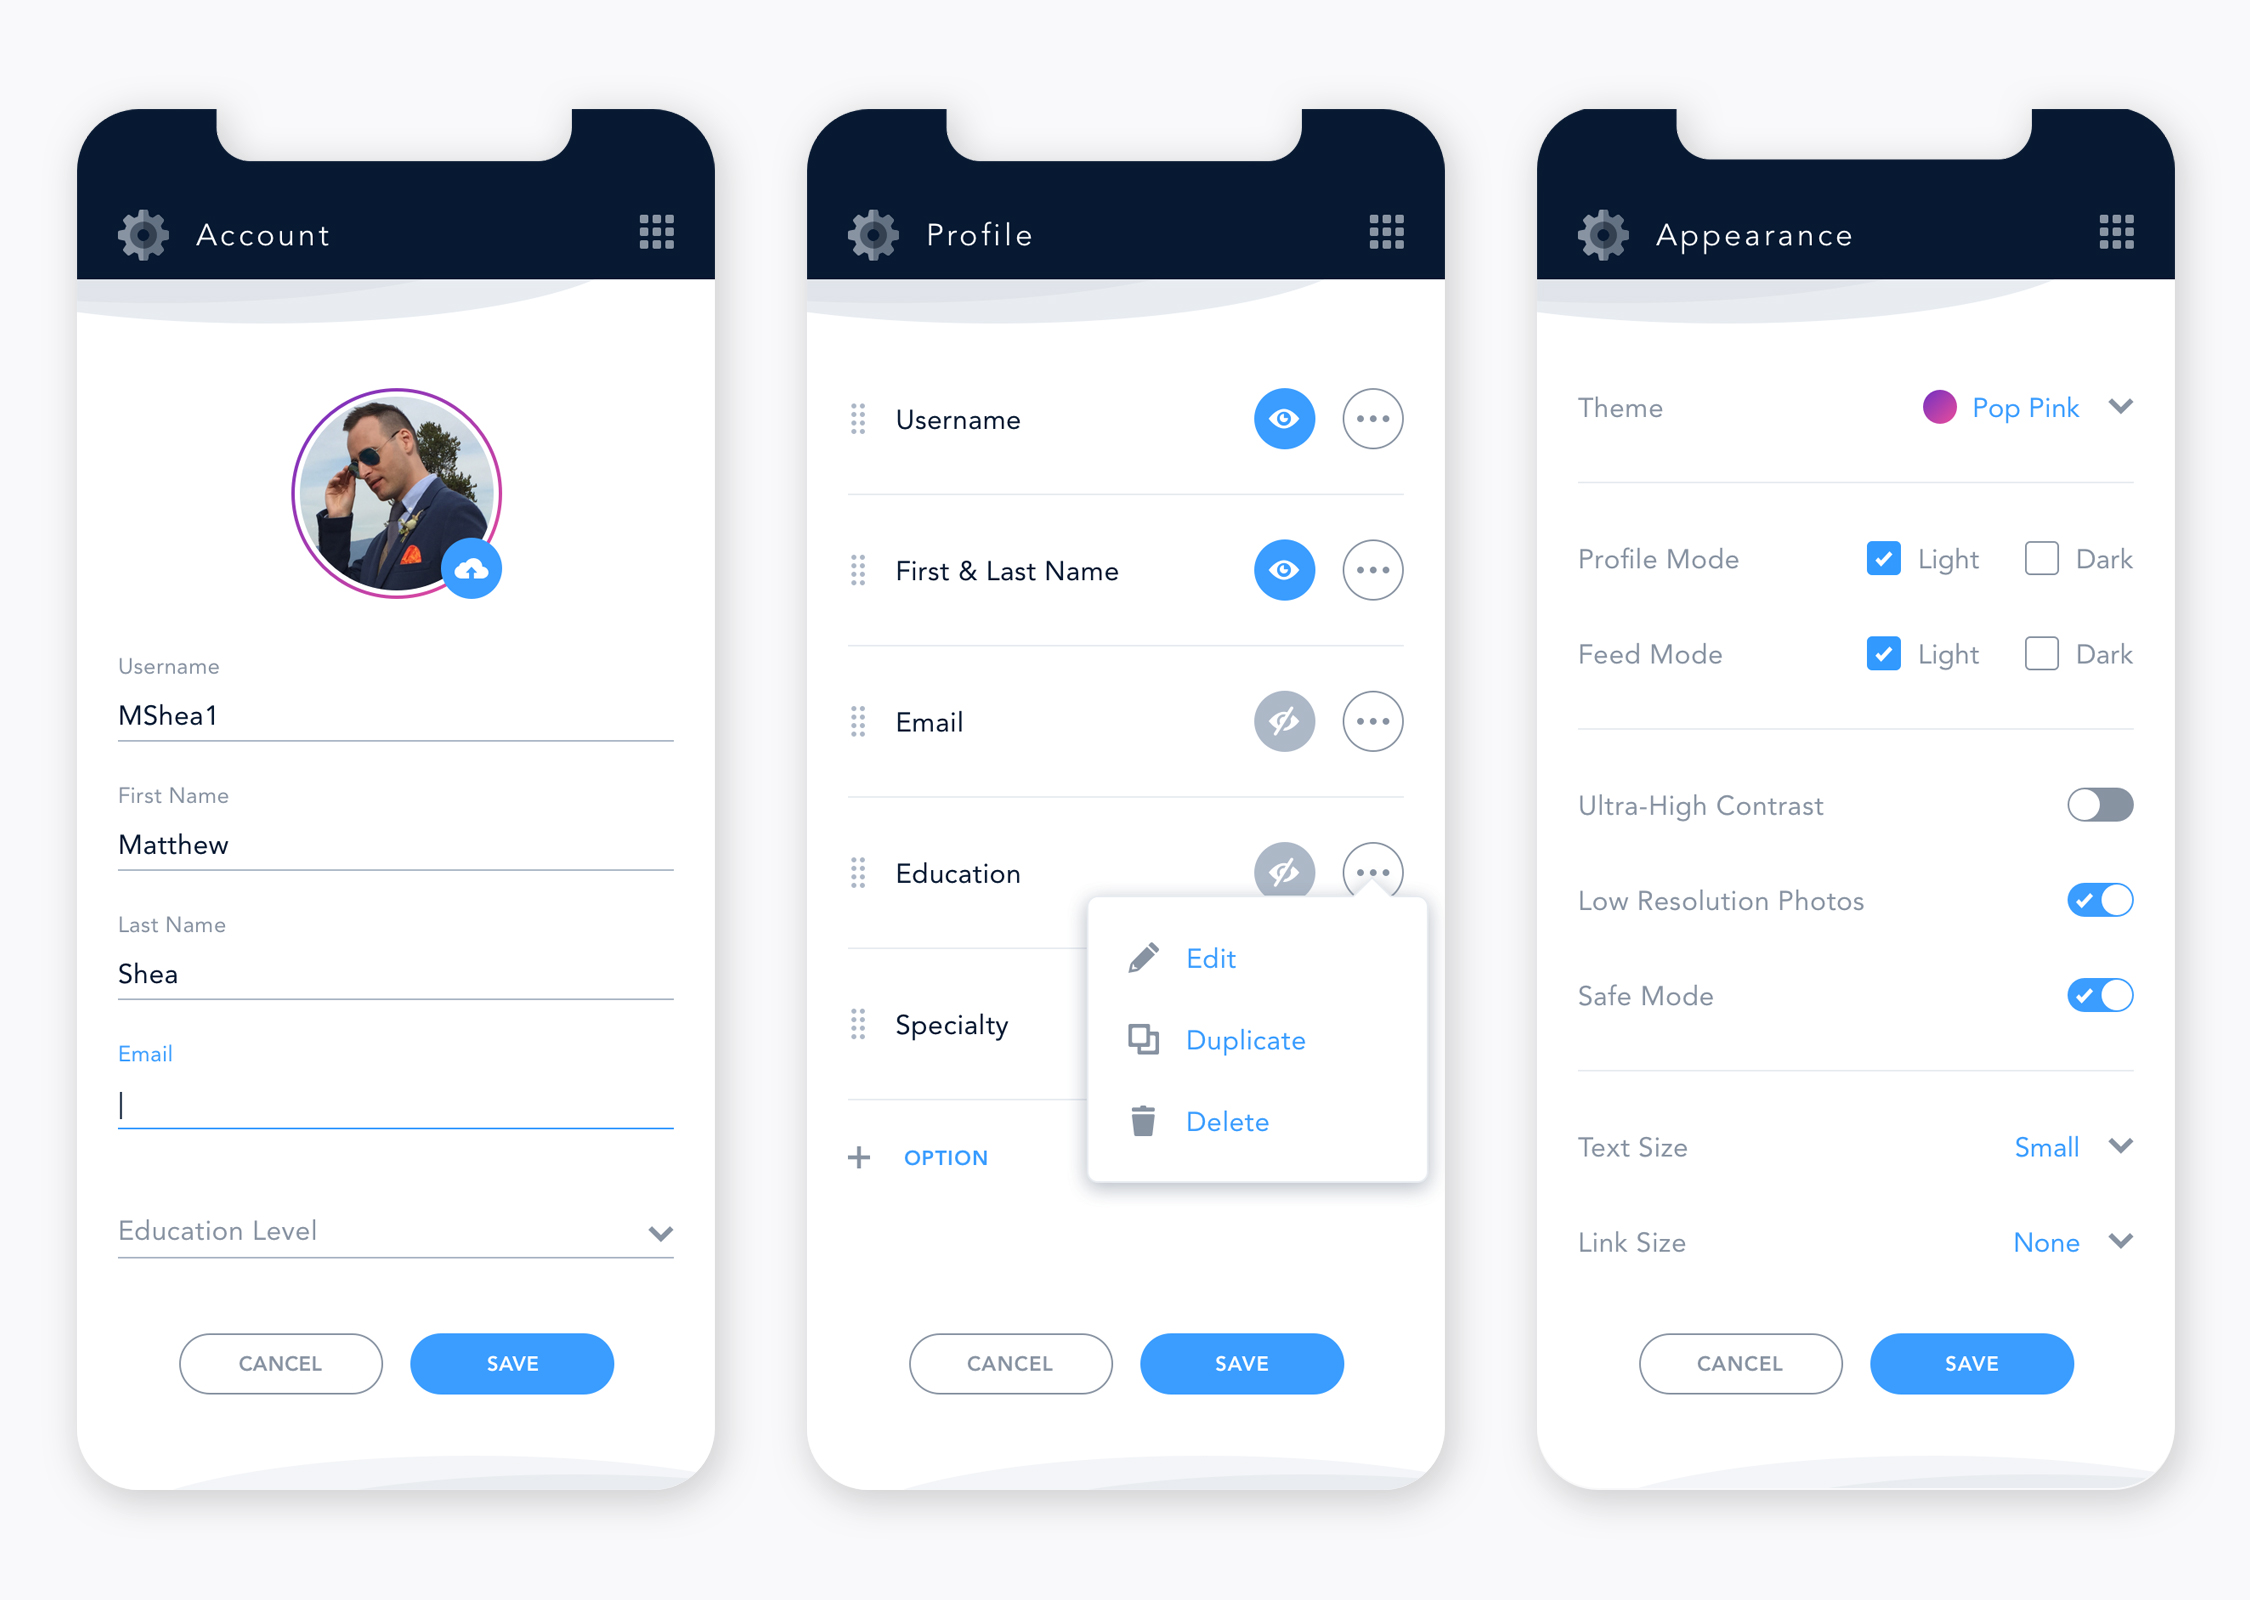 Account
Username
MShea1
First Name
Matthew
Last Name
Shea
Email
Education Level
CANCEL
SAVE
Profile
Username
First & Last Name
Email
Education
Edit
Duplicate
Specialty
Delete
OPTION
CANCEL
SAVE
Appearance
Theme Pop Pink
Profile Mode Light Dark
Feed Mode Light Dark
Ultra-High Contrast
Low Resolution Photos
Safe Mode
Text Size Small
Link Size None
CANCEL
SAVE